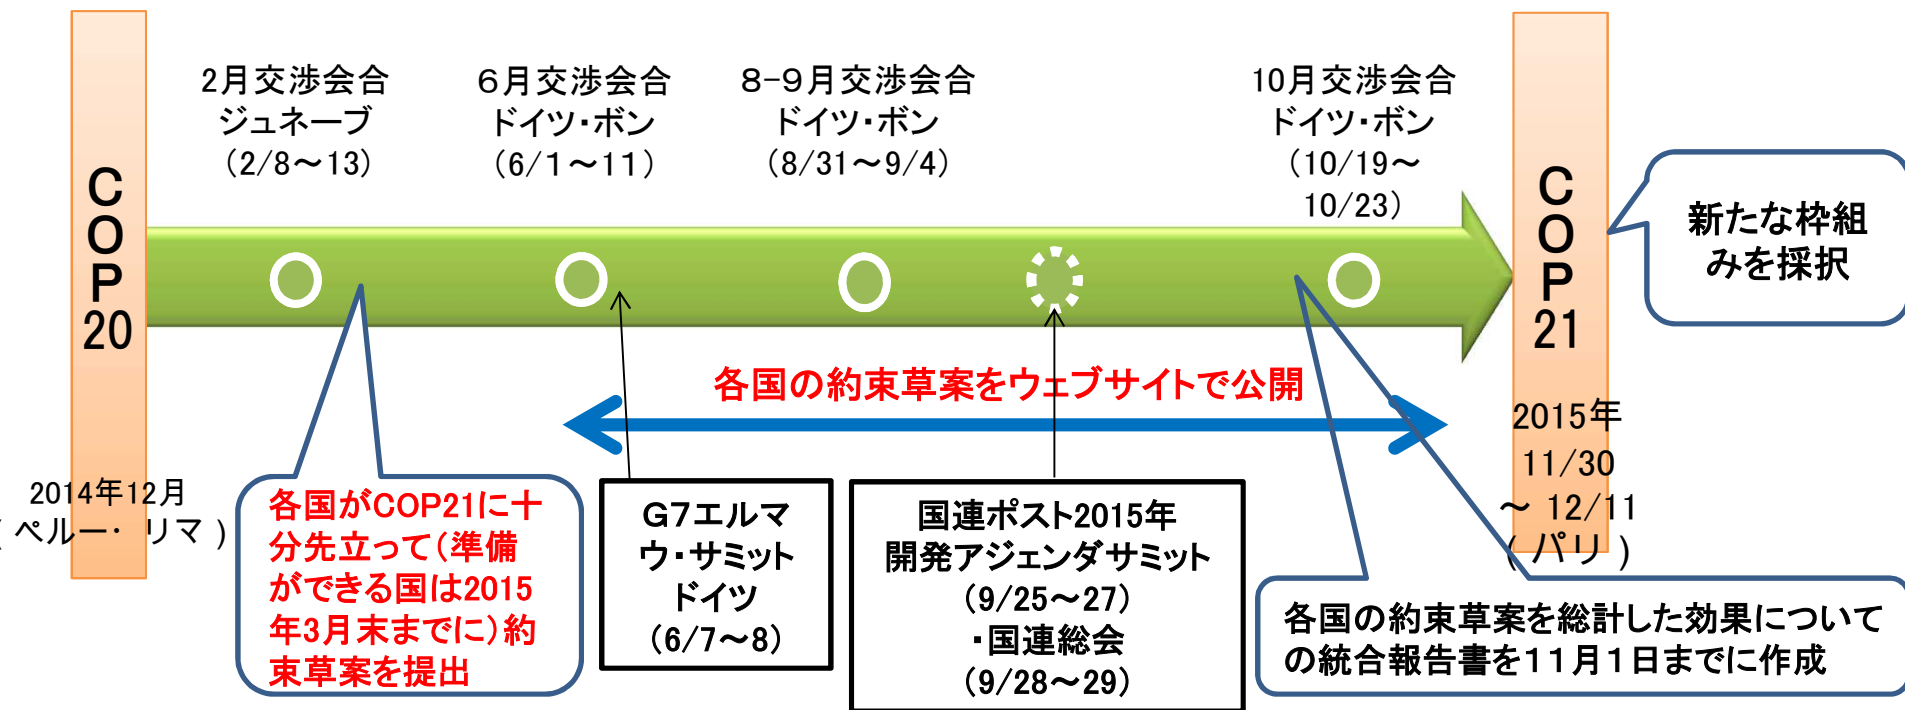 COP20
2014年12月
(ペルー・リマ)
2月交渉会合
ジュネーブ
(2/8～13)
6月交渉会合
ドイツ・ボン
(6/1～11)
8-9月交渉会合
ドイツ・ボン
(8/31～9/4)
10月交渉会合
ドイツ・ボン
(10/19～
10/23)
COP21
2015年
11/30
～ 12/11
(パリ)
新たな枠組
みを採択
各国の約束草案をウェブサイトで公開
各国がCOP21に十
分先立って(準備
ができる国は2015
年3月末までに)約
束草案を提出
G7エルマ
ウ・サミット
ドイツ
(6/7～8)
国連ポスト2015年
開発アジェンダサミット
(9/25～27)
・国連総会
(9/28～29)
各国の約束草案を総計した効果について
の統合報告書を11月1日までに作成